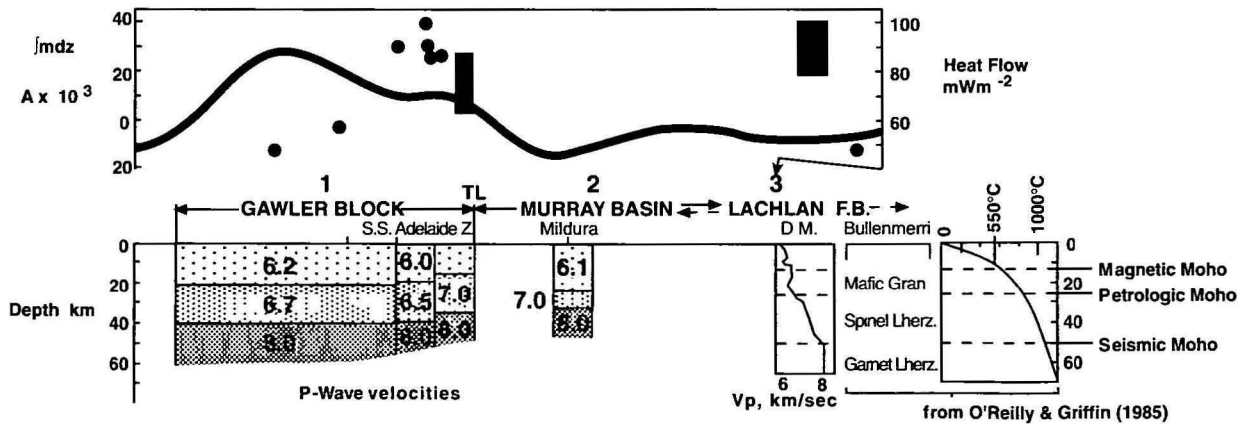 40
20
0
20
∫mdz
A x 10 3
100
80
60
Heat Flow
mWm -2
1
2
3
TL
GAWLER BLOCK
MURRAY BASIN
LACHLAN F.B.
S.S. Adelaide Z.
Mildura
D M.
Bullenmerri
0
550°C
1000°C
Depth km
0
20
40
60
6.2
6.7
8.0
6.0
6.5
8.0
7.0
8.0
6.1
7.0
8.0
P-Wave velocities
6 8
Vp, km/sec
Mafic Gran
Spinel Lherz.
Garnet Lherz.
0
20
40
60
Magnetic Moho
Petrologic Moho
Seismic Moho
from O'Reilly & Griffin (1985)